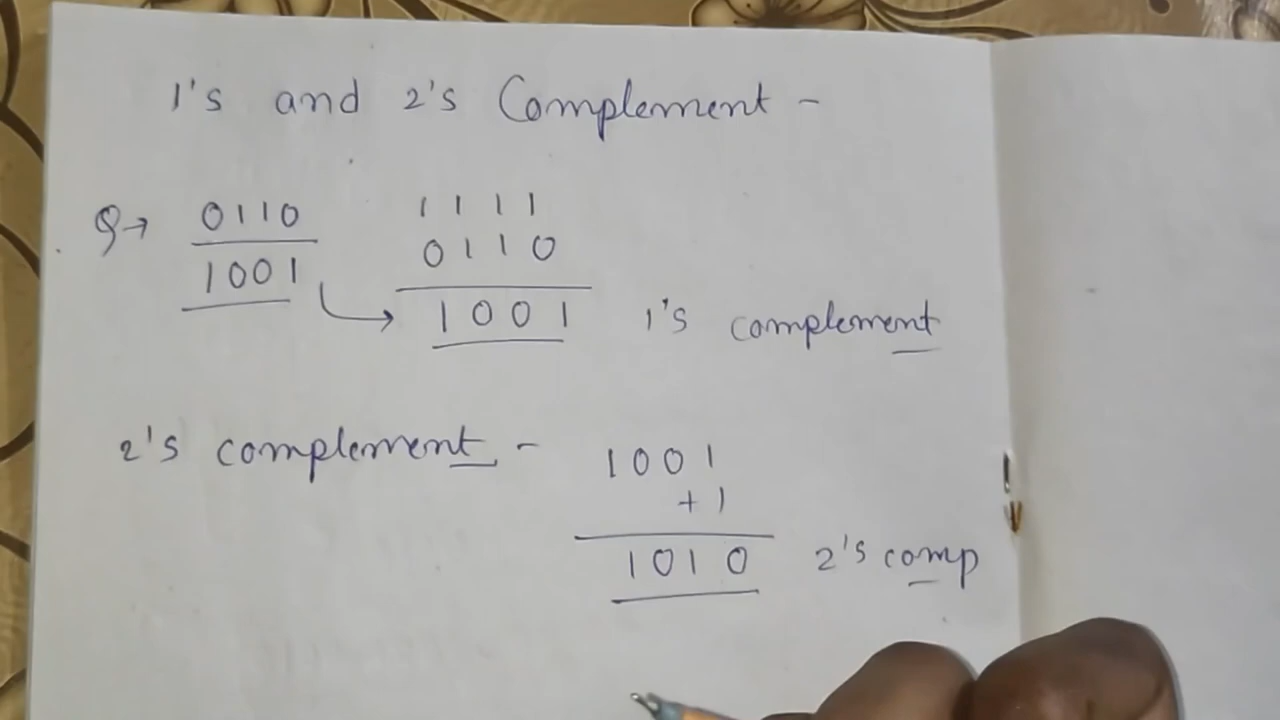 1's and 2's Complement -
Q→ 0110
1001
1111
0110
1001 1's complement
2's complement -
1001
+1
1010 2's comp